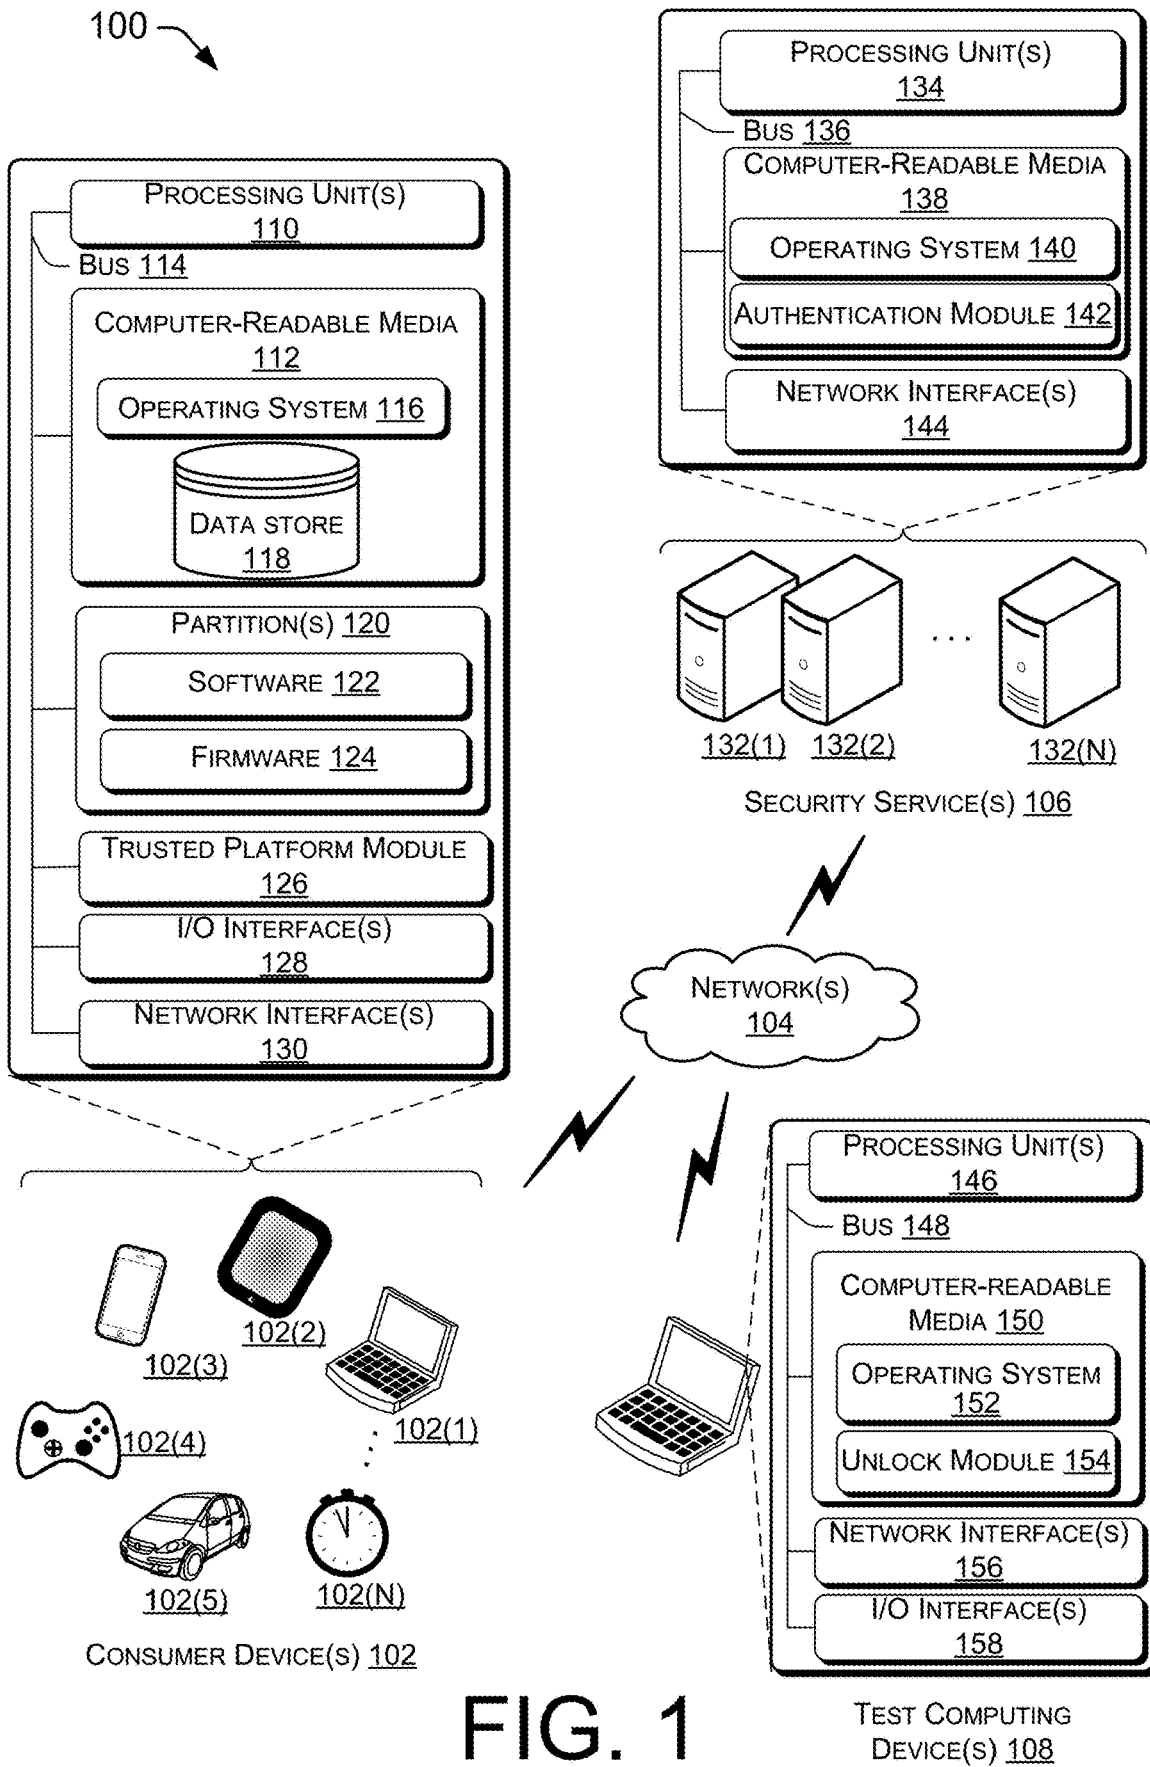 100
PROCESSING UNIT(S)
110
BUS 114
COMPUTER-READABLE MEDIA
112
OPERATING SYSTEM 116
DATA STORE
118
PARTITION(S) 120
SOFTWARE 122
FIRMWARE 124
TRUSTED PLATFORM MODULE
126
I/O INTERFACE(S)
128
NETWORK INTERFACE(S)
130
PROCESSING UNIT(S)
134
BUS 136
COMPUTER-READABLE MEDIA
138
OPERATING SYSTEM 140
AUTHENTICATION MODULE 142
NETWORK INTERFACE(S)
144
132(1) 132(2) ... 132(N)
SECURITY SERVICE(S) 106
NETWORK(S)
104
102(2)
102(3)
102(1)
102(4)
102(5)
102(N)
CONSUMER DEVICE(S) 102
PROCESSING UNIT(S)
146
BUS 148
COMPUTER-READABLE
MEDIA 150
OPERATING SYSTEM
152
UNLOCK MODULE 154
NETWORK INTERFACE(S)
156
I/O INTERFACE(S)
158
TEST COMPUTING
DEVICE(S) 108
FIG. 1